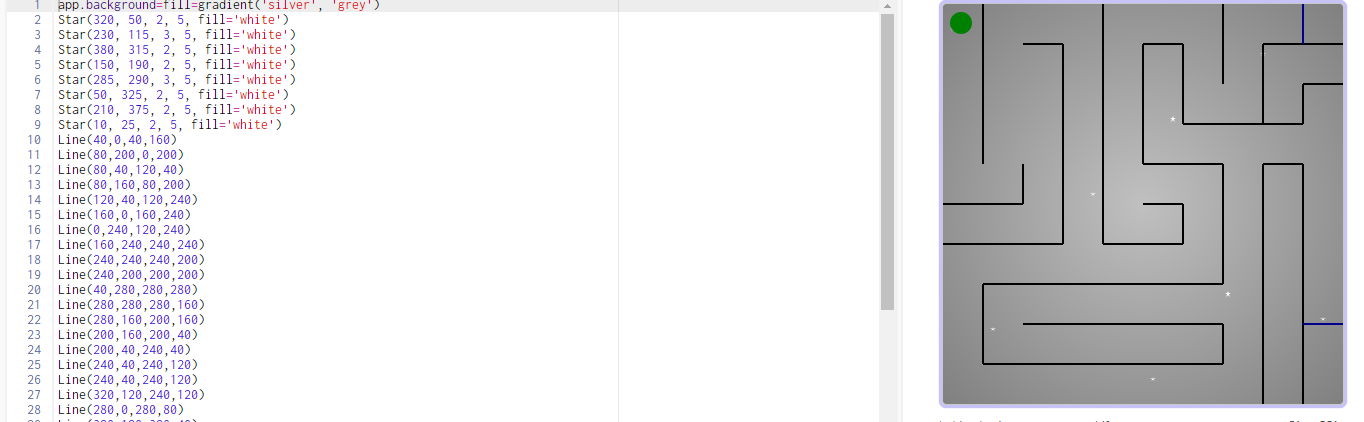 1 app.background=fill=gradient('silver', 'grey')
2 Star(320, 50, 2, 5, fill='white')
3 Star(230, 115, 3, 5, fill='white')
4 Star(380, 315, 2, 5, fill='white')
5 Star(150, 190, 2, 5, fill='white')
6 Star(285, 290, 3, 5, fill='white')
7 Star(50, 325, 2, 5, fill='white')
8 Star(210, 375, 2, 5, fill='white')
9 Star(10, 25, 2, 5, fill='white')
10 Line(40,0,40,160)
11 Line(80,200,0,200)
12 Line(80,40,120,40)
13 Line(80,160,80,200)
14 Line(120,40,120,240)
15 Line(160,0,160,240)
16 Line(0,240,120,240)
17 Line(160,240,240,240)
18 Line(240,240,240,200)
19 Line(240,200,200,200)
20 Line(40,280,280,280)
21 Line(280,280,280,160)
22 Line(280,160,200,160)
23 Line(200,160,200,40)
24 Line(200,40,240,40)
25 Line(240,40,240,120)
26 Line(240,40,240,120)
27 Line(320,120,240,120)
28 Line(280,0,280,80)